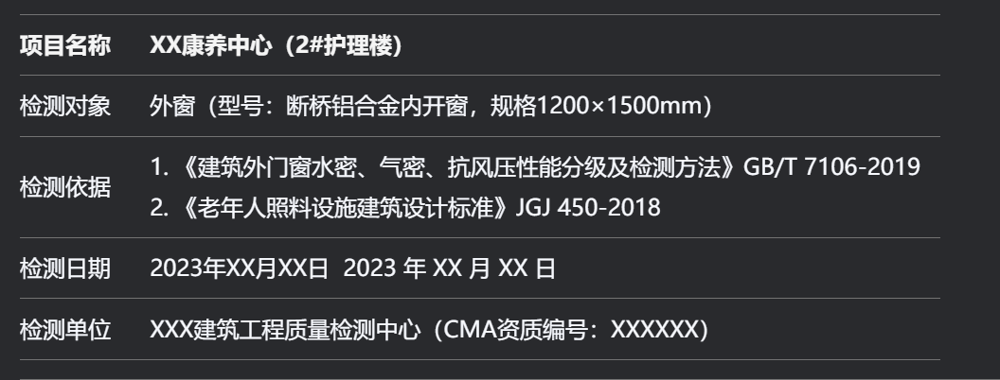 项目名称 XX康养中心（2#护理楼）
检测对象 外窗（型号：断桥铝合金内开窗，规格1200×1500mm）
检测依据
1. 《建筑外门窗水密、气密、抗风压性能分级及检测方法》GB/T 7106-2019
2. 《老年人照料设施建筑设计标准》JGJ 450-2018
检测日期 2023年XX月XX日 2023 年 XX 月 XX 日
检测单位 XXX建筑工程质量检测中心（CMA资质编号：XXXXXX）